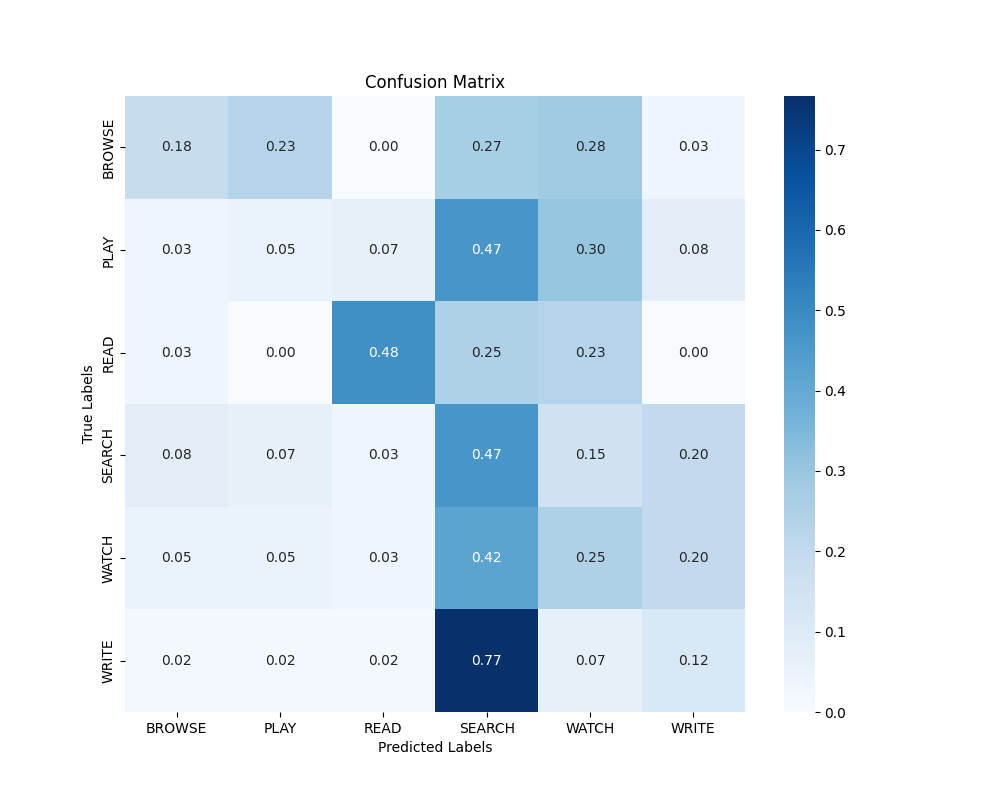 Confusion Matrix
BROWSE 0.18 0.23 0.00 0.27 0.28 0.03
PLAY 0.03 0.05 0.07 0.47 0.30 0.08
READ 0.03 0.00 0.48 0.25 0.23 0.00
SEARCH 0.08 0.07 0.03 0.47 0.15 0.20
WATCH 0.05 0.05 0.03 0.42 0.25 0.20
WRITE 0.02 0.02 0.02 0.77 0.07 0.12
BROWSE PLAY READ SEARCH WATCH WRITE
Predicted Labels
True Labels
0.7
0.6
0.5
0.4
0.3
0.2
0.1
0.0